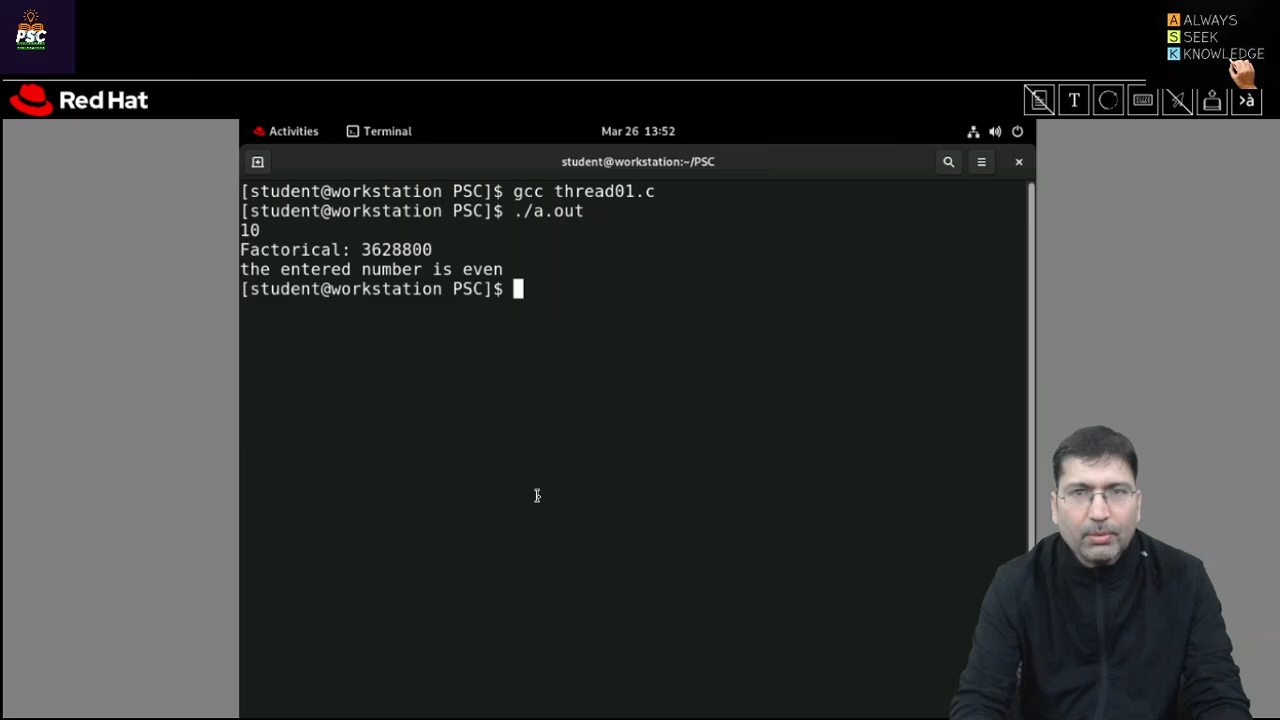 PSC
A ALWAYS
S SEEK
K KNOWLEDGE
Red Hat
T
>à
Activities
Terminal
Mar 26 13:52
student@workstation:~/PSC
[student@workstation PSC]$ gcc thread01.c
[student@workstation PSC]$ ./a.out
10
Factorical: 3628800
the entered number is even
[student@workstation PSC]$